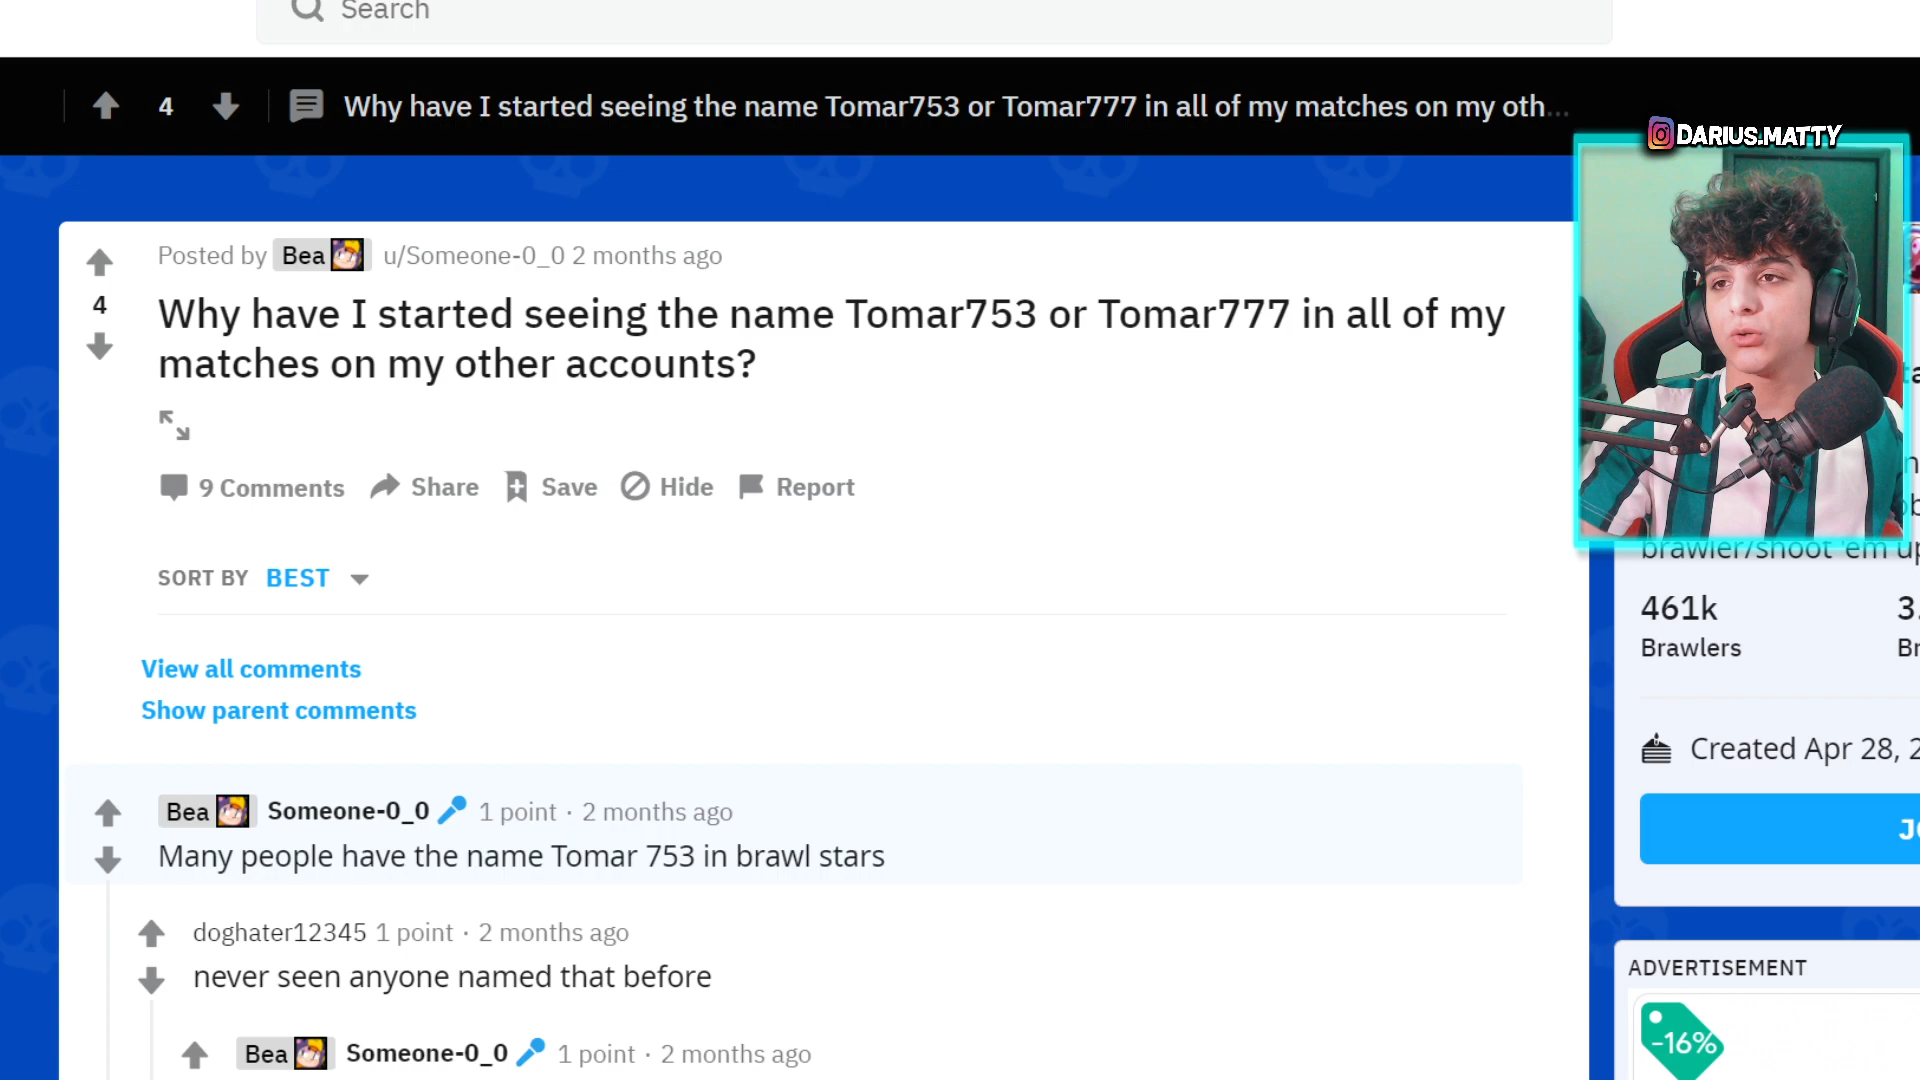 Search
4
Why have I started seeing the name Tomar753 or Tomar777 in all of my matches on my oth...
DARIUS.MATTY
Posted by Bea u/Someone-0_0 2 months ago
4
Why have I started seeing the name Tomar753 or Tomar777 in all of my
matches on my other accounts?
9 Comments Share Save Hide Report
SORT BY BEST
View all comments
Show parent comments
Bea Someone-0_0 1 point · 2 months ago
Many people have the name Tomar 753 in brawl stars
doghater12345 1 point · 2 months ago
never seen anyone named that before
Bea Someone-0_0 1 point · 2 months ago
brawler/shoot 'em up
461k
Brawlers
Created Apr 28, 2
ADVERTISEMENT
-16%